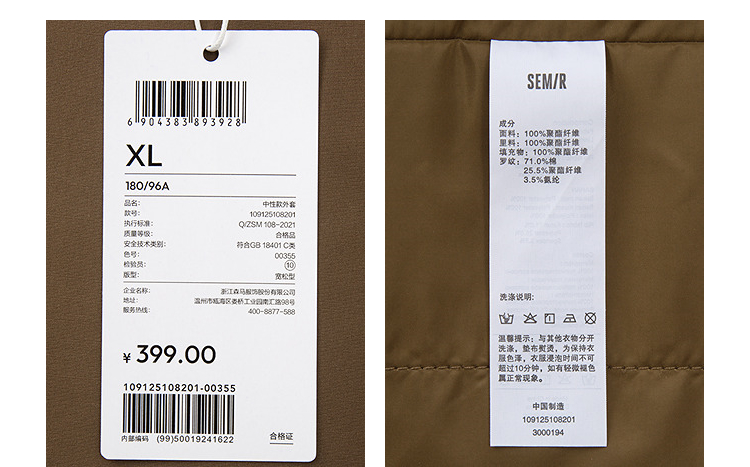 6 904383 893928
XL
180/96A
品名: 中性款外套
款号: 109125108201
执行标准: Q/ZSM 108-2021
质量等级: 合格品
安全技术类别: 符合GB 18401 C类
色号: 00355
检验员: 10
版型: 宽松型
企业名称: 浙江森马服饰股份有限公司
地址: 温州市瓯海区娄桥工业园南汇路98号
服务热线: 400-8877-588
¥ 399.00
109125108201-00355
内部编码 (99)50019241622
合格证
SEM/R
成分
面料: 100%聚酯纤维
里料: 100%聚酯纤维
填充物: 100%聚酯纤维
罗纹: 71.0%棉
25.5%聚酯纤维
3.5%氨纶
洗涤说明:
温馨提示: 与其他衣物分开
洗涤, 垫布熨烫, 为保持衣
服色泽, 衣服浸泡时间不可
超过10分钟, 如有轻微褪色
属正常现象。
中国制造
109125108201
3000194